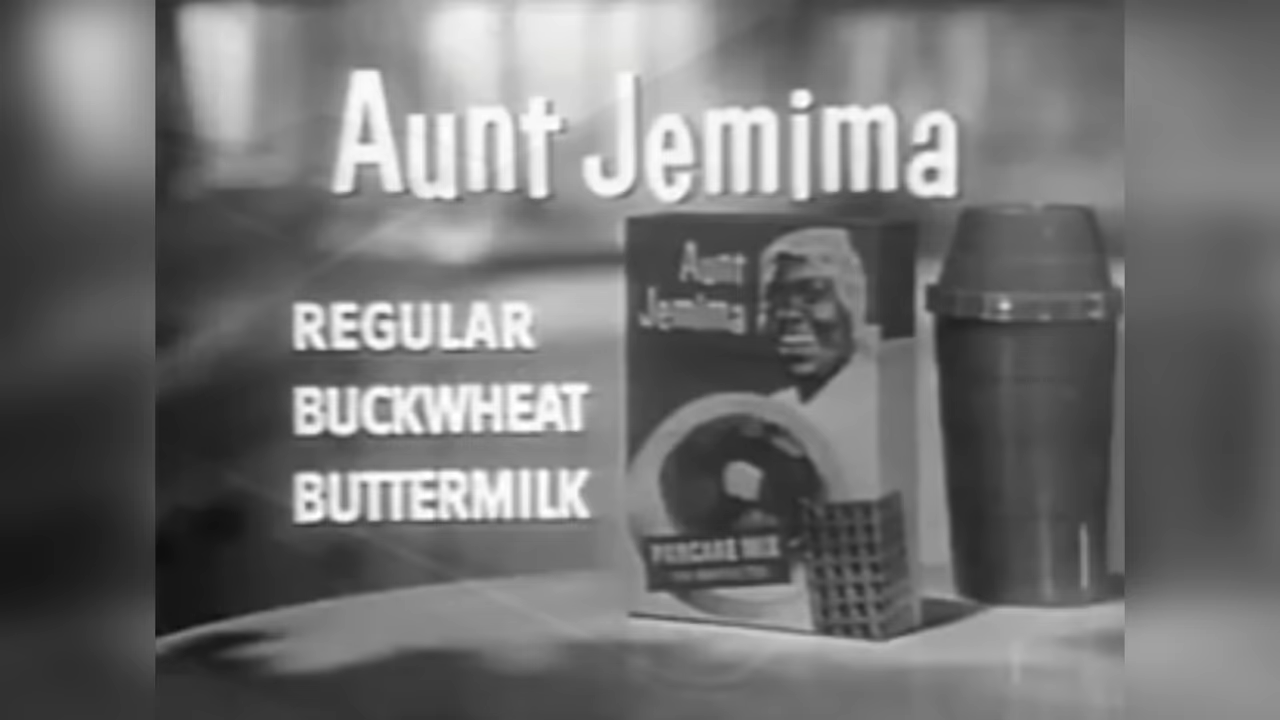 Aunt Jemima
Aunt
Jemima
REGULAR
BUCKWHEAT
BUTTERMILK
PANCAKE MIX